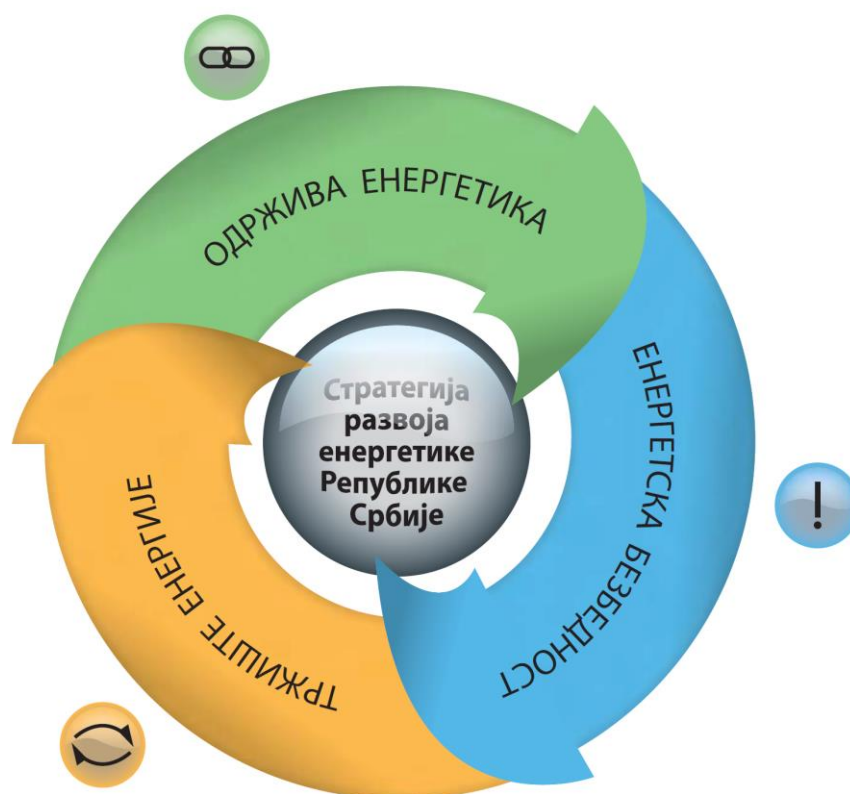 ОДРЖИВА ЕНЕРГЕТИКА
ЕНЕРГЕТСКА БЕЗБЕДНОСТ
ТРЖИШТЕ ЕНЕРГИЈЕ
Стратегија
развоја
енергетике
Републике
Србије
!